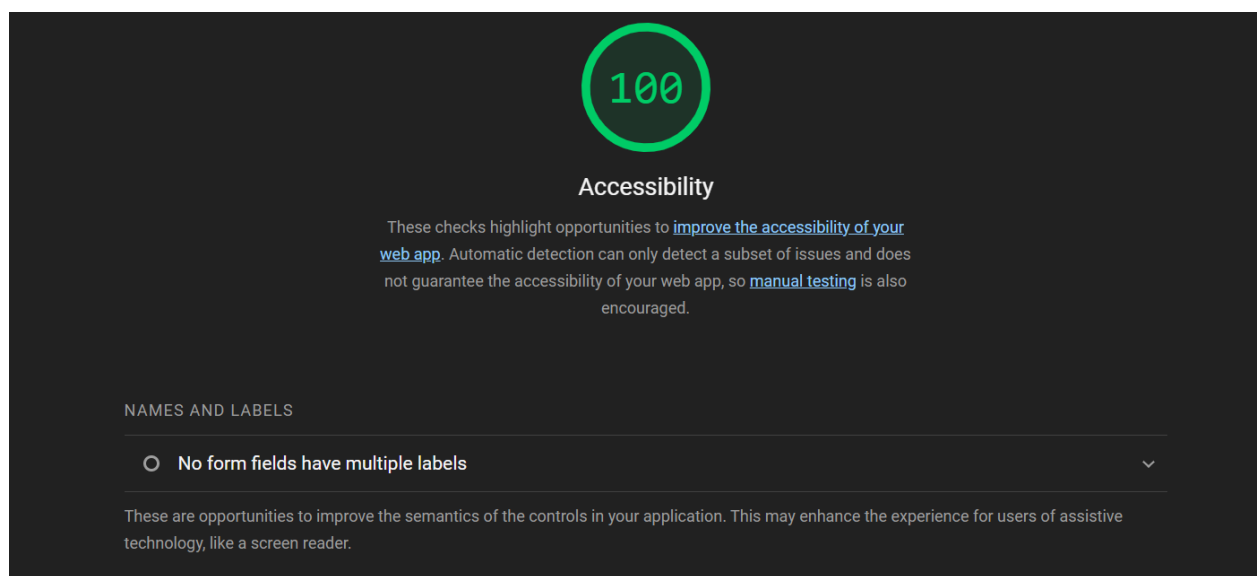 100
Accessibility
These checks highlight opportunities to improve the accessibility of your
web app. Automatic detection can only detect a subset of issues and does
not guarantee the accessibility of your web app, so manual testing is also
encouraged.
NAMES AND LABELS
No form fields have multiple labels
These are opportunities to improve the semantics of the controls in your application. This may enhance the experience for users of assistive
technology, like a screen reader.